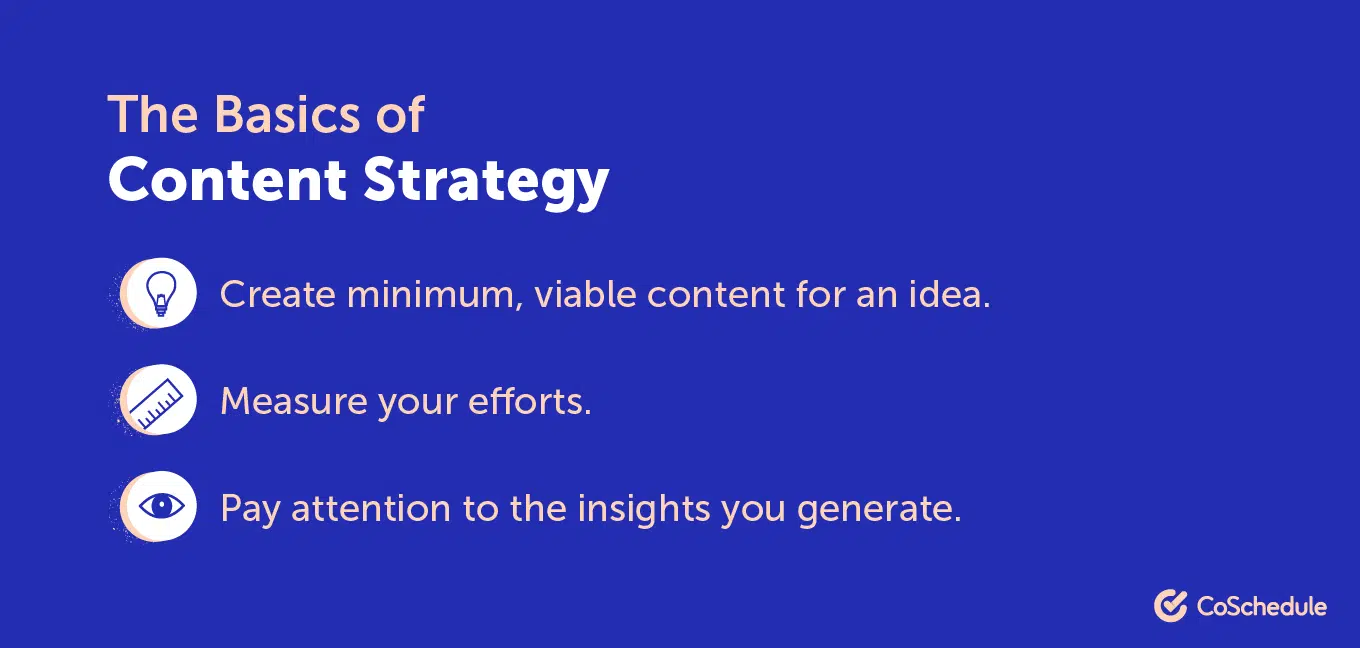 The Basics of
Content Strategy
Create minimum, viable content for an idea.
Measure your efforts.
Pay attention to the insights you generate.
CoSchedule